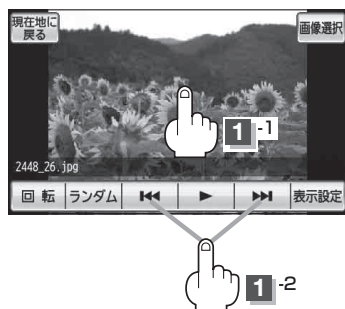 現在地に
戻る
画像選択
1 -1
2448_26.jpg
回 転 ランダム 表示設定
1 -2